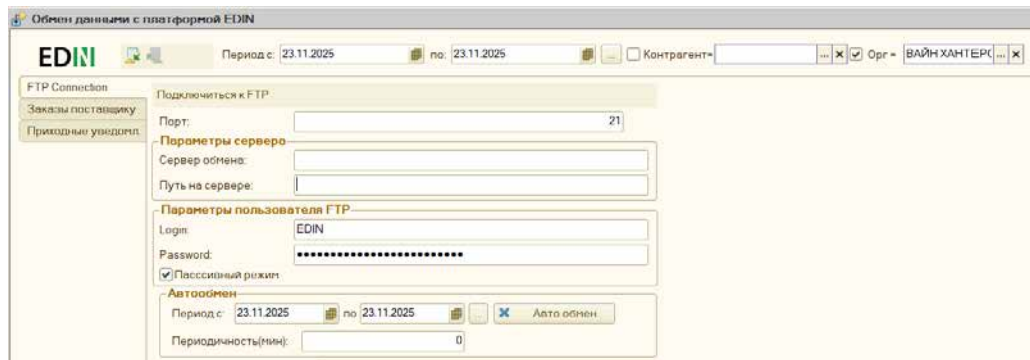 Обмен данными с платформой EDIN
EDIN Период с: 23.11.2025 по: 23.11.2025 ... Контрагент= ... × Орг = ВАЙН ХАНТЕРС ... ×
FTP Connection
Заказы поставщику
Приходные уведомл.
Подключиться к FTP
Порт: 21
Параметры сервера
Сервер обмена:
Путь на сервере:
Параметры пользователя FTP
Login: EDIN
Password: ••••••••••••••••••••••••••
Пасссивный режим
Автообмен
Период с: 23.11.2025 по 23.11.2025 ... Авто обмен
Периодичность(мин): 0